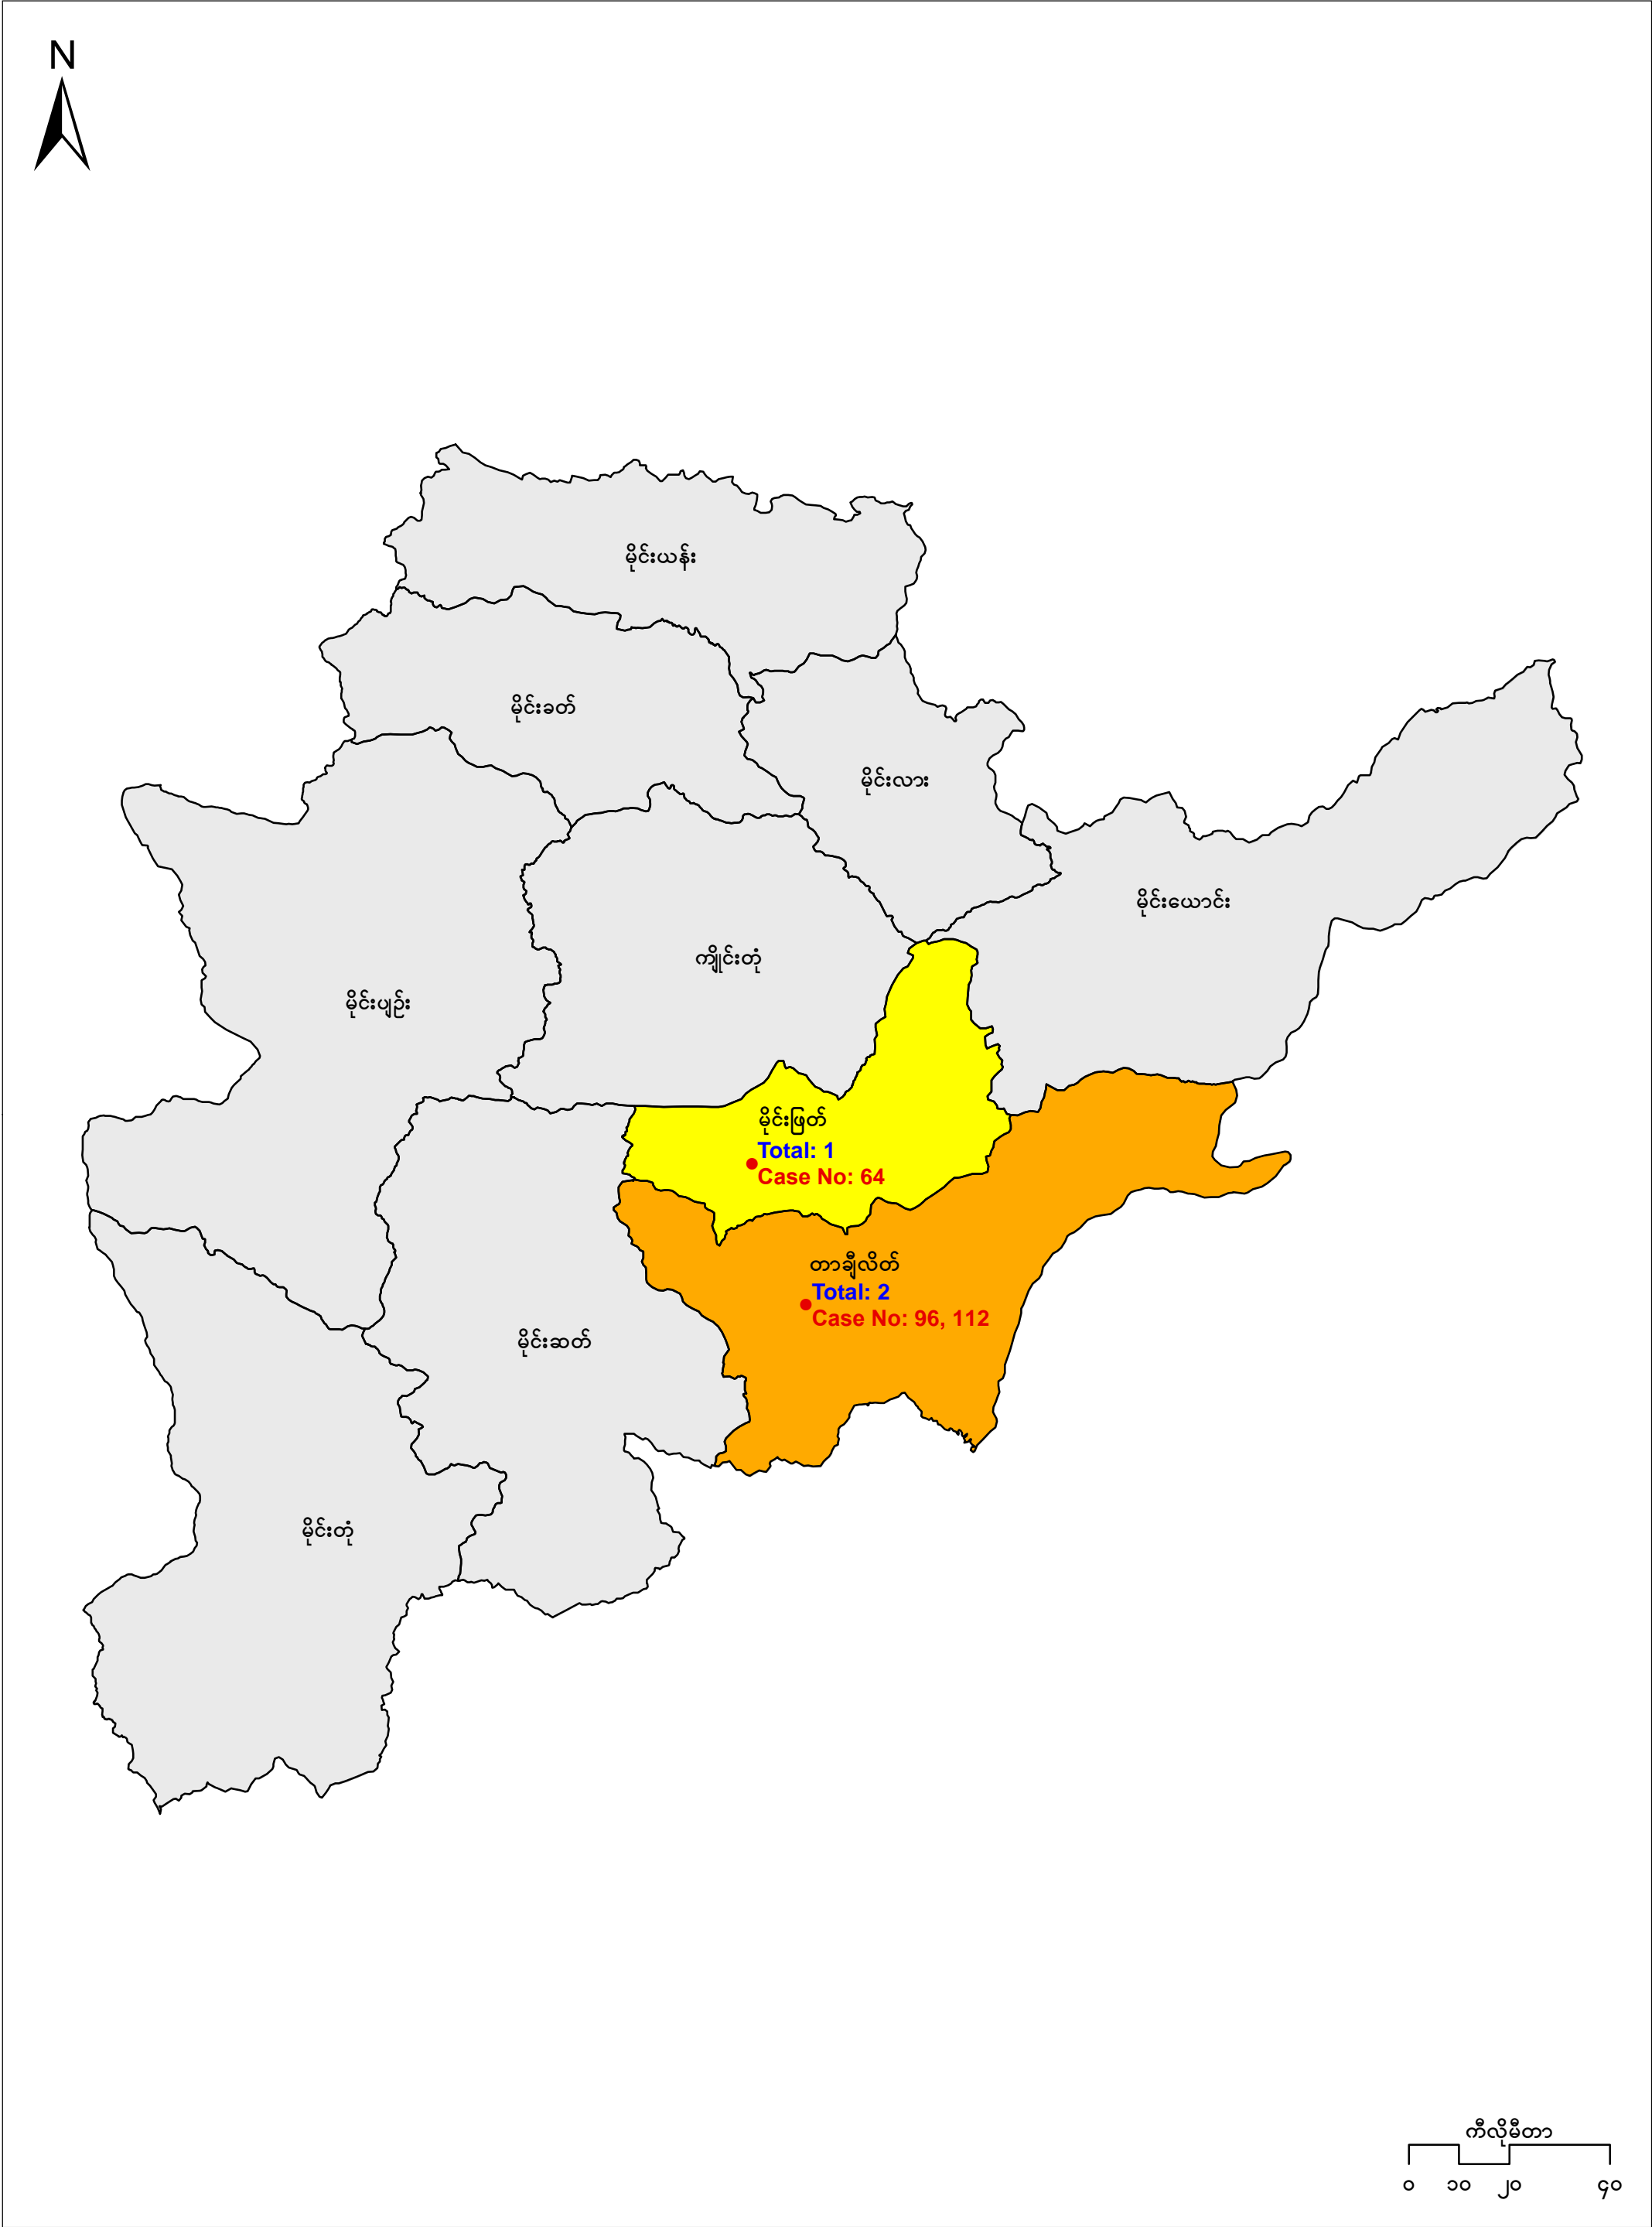 N
မိုင်းယန်း
မိုင်းခတ်
မိုင်းလား
မိုင်းယောင်း
ကျိုင်းတုံ
မိုင်းပျဉ်း
မိုင်းဖြတ်
Total: 1
Case No: 64
တာချီလိတ်
Total: 2
Case No: 96, 112
မိုင်းဆတ်
မိုင်းတုံ
ကီလိုမီတာ
၀ ၁၀ ၂၀ ၄၀